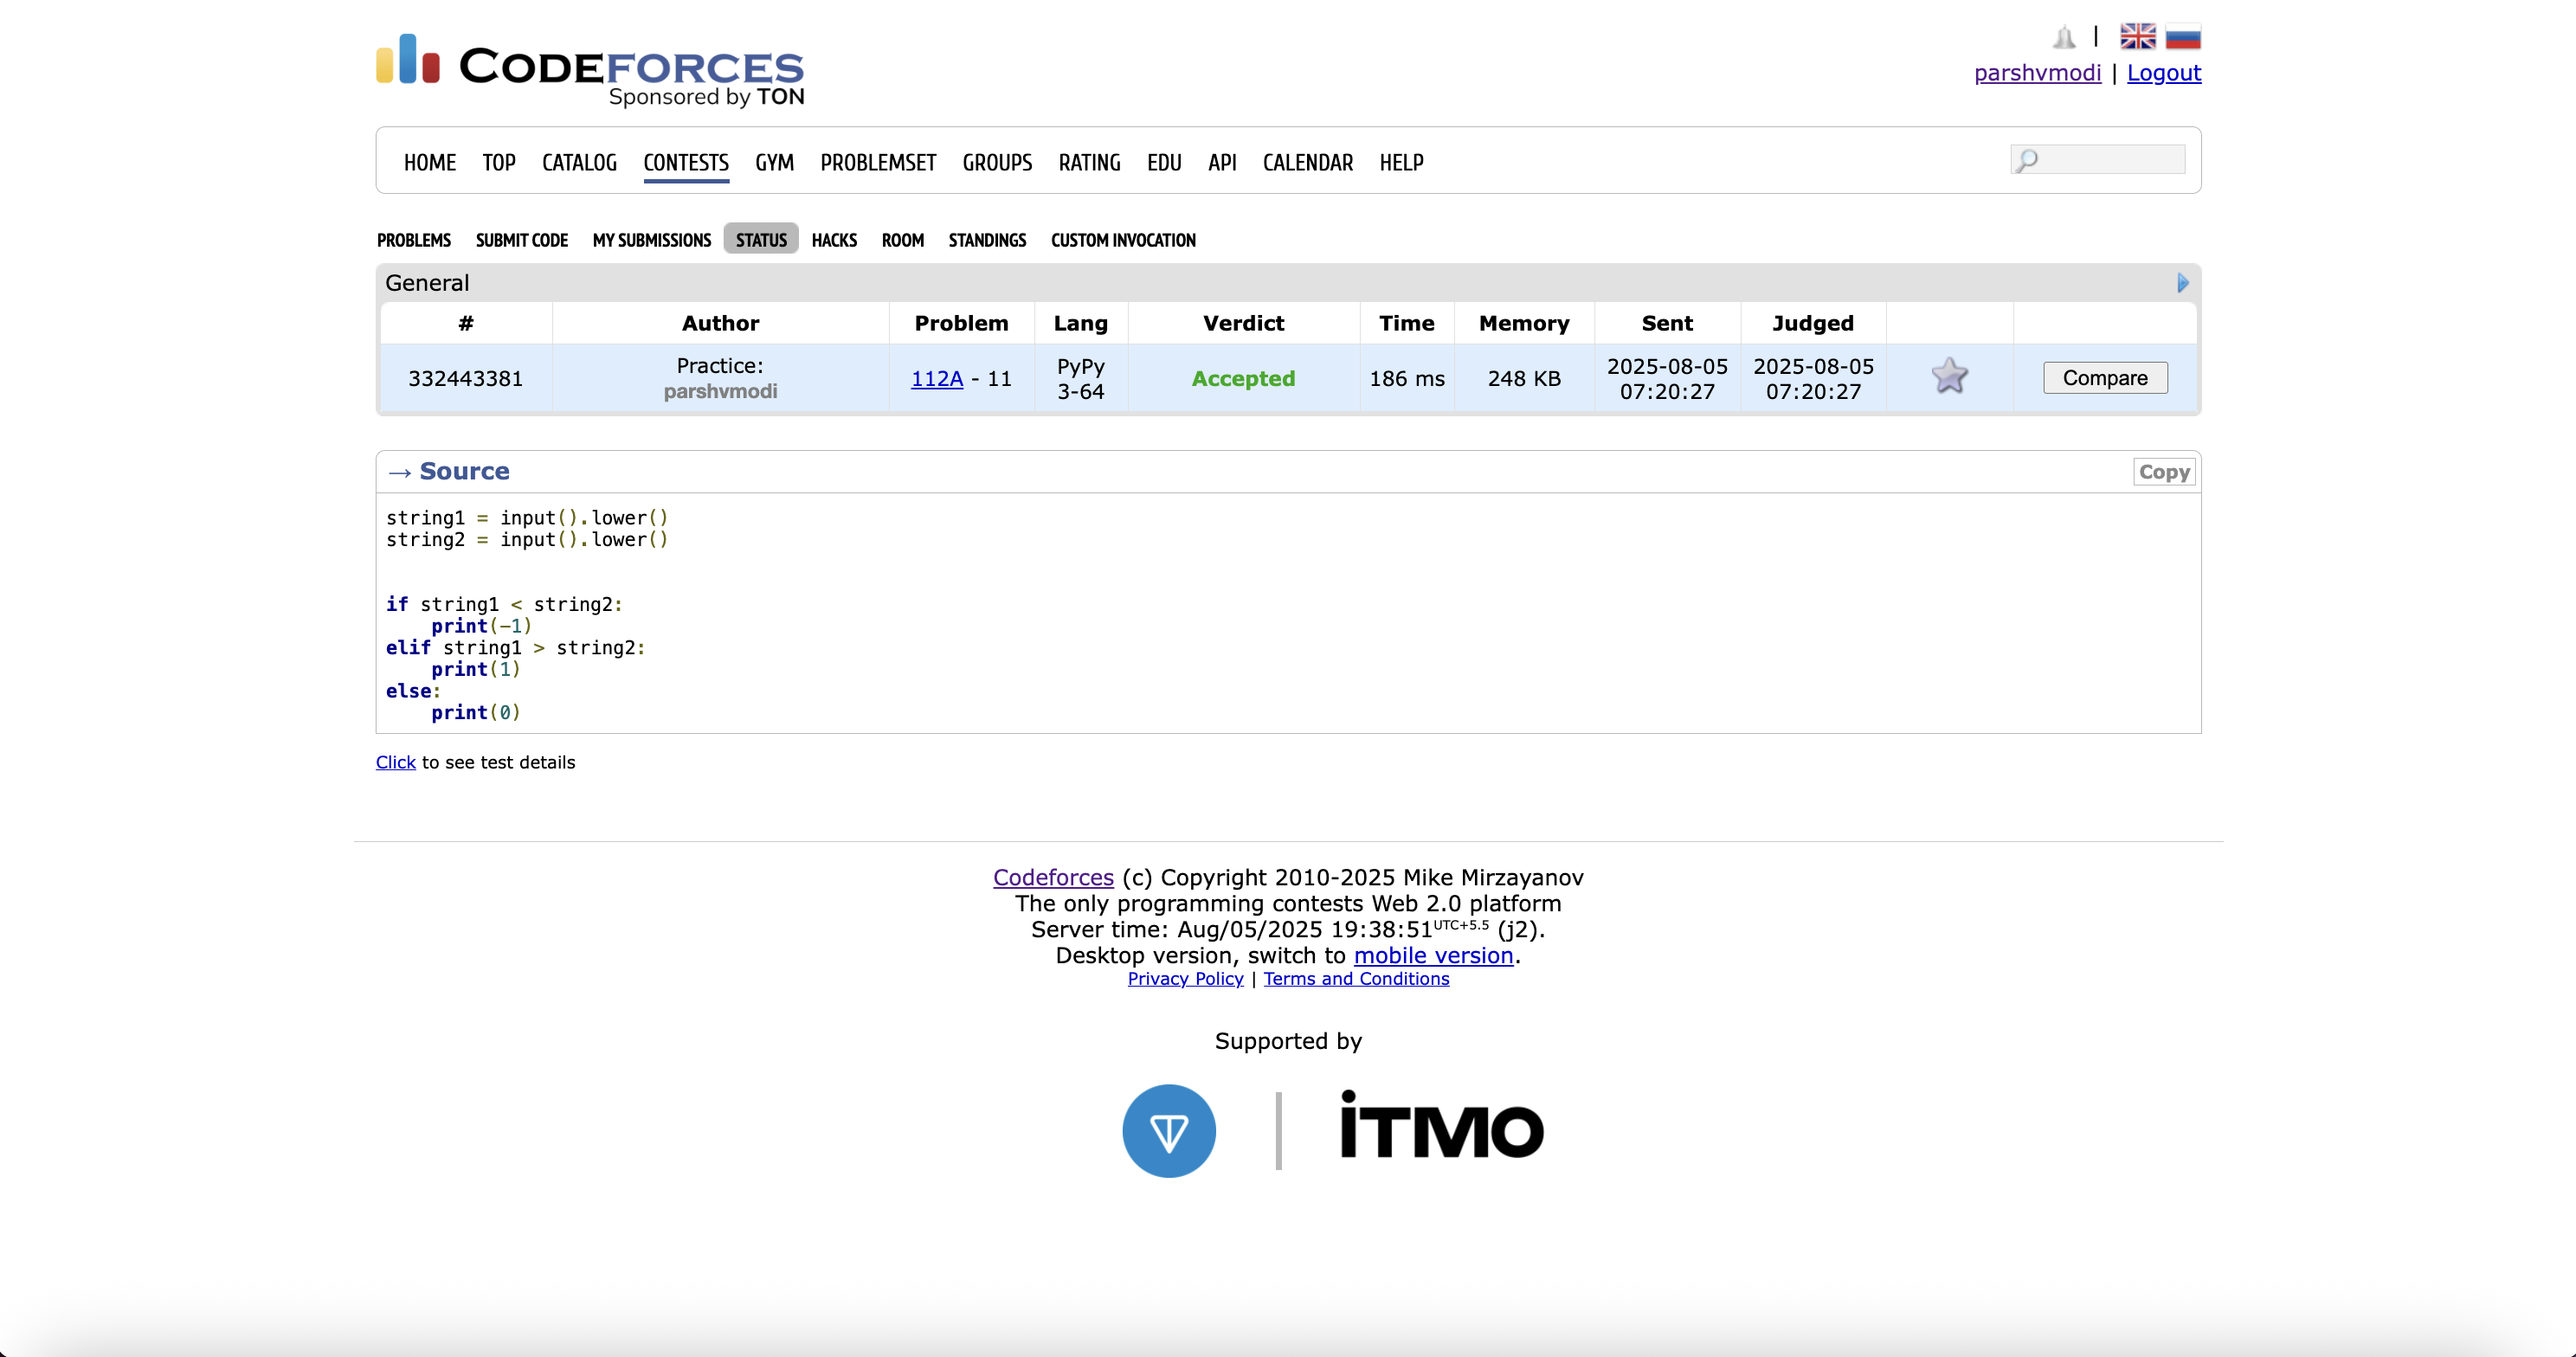 |
CODEFORCES
Sponsored by TON
parshvmodi | Logout
HOME TOP CATALOG CONTESTS GYM PROBLEMSET GROUPS RATING EDU API CALENDAR HELP
PROBLEMS SUBMIT CODE MY SUBMISSIONS STATUS HACKS ROOM STANDINGS CUSTOM INVOCATION
General
# Author Problem Lang Verdict Time Memory Sent Judged
332443381 Practice: parshvmodi 112A - 11 PyPy 3-64 Accepted 186 ms 248 KB 2025-08-05 07:20:27 2025-08-05 07:20:27 Compare
→ Source Copy
string1 = input().lower()
string2 = input().lower()
if string1 < string2:
    print(-1)
elif string1 > string2:
    print(1)
else:
    print(0)
Click to see test details
Codeforces (c) Copyright 2010-2025 Mike Mirzayanov
The only programming contests Web 2.0 platform
Server time: Aug/05/2025 19:38:51UTC+5.5 (j2).
Desktop version, switch to mobile version.
Privacy Policy | Terms and Conditions
Supported by
iTMO